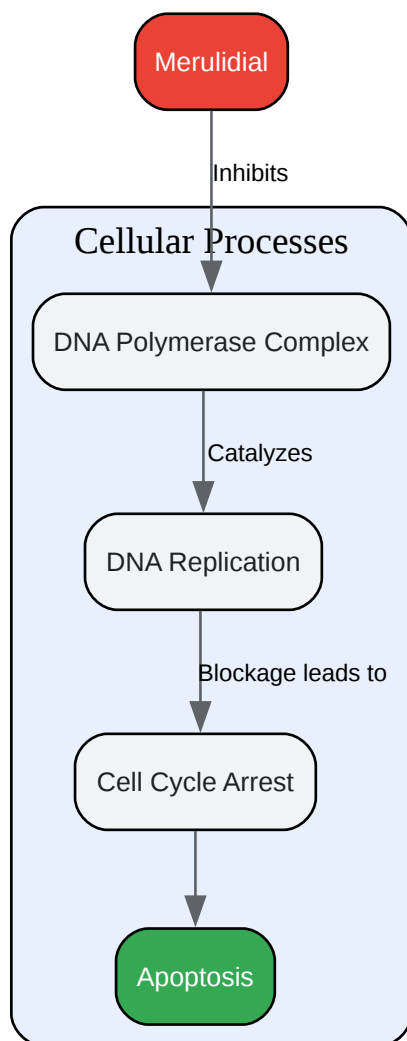 Merulidial
Inhibits
Cellular Processes
DNA Polymerase Complex
Catalyzes
DNA Replication
Blockage leads to
Cell Cycle Arrest
Apoptosis